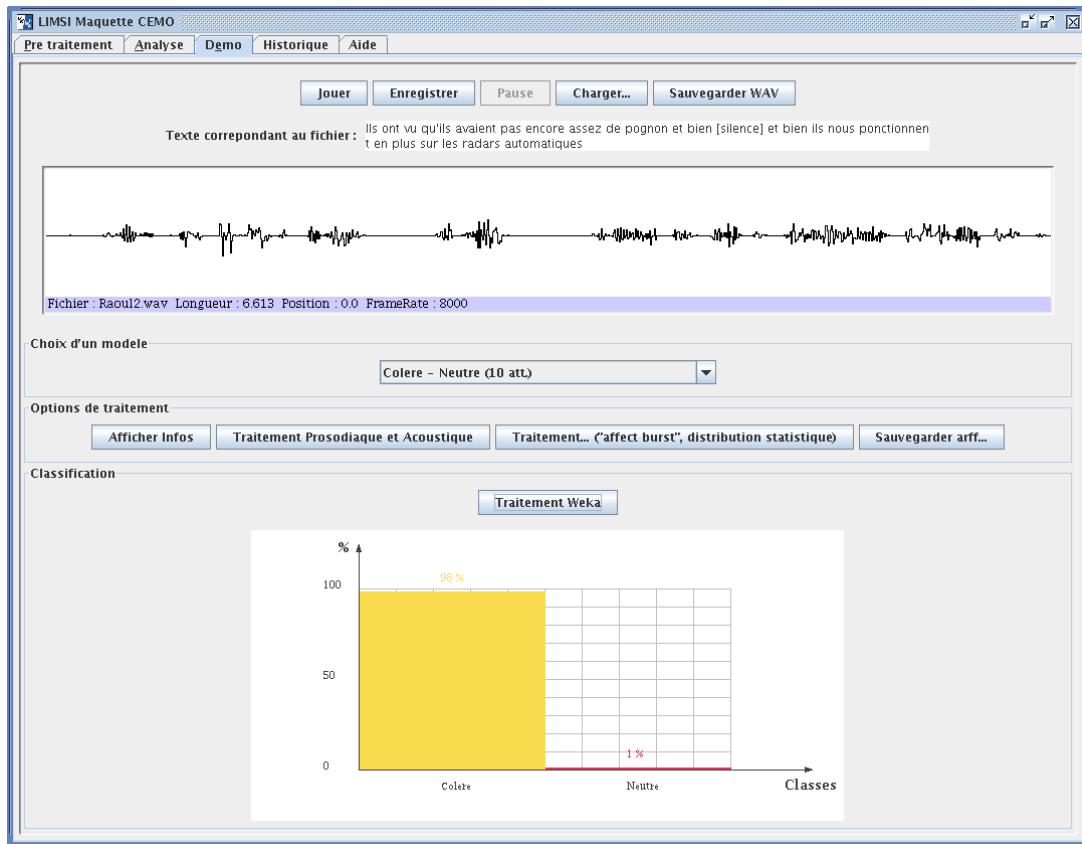 LIMSI Maquette CEMO
Pre traitement Analyse Demo Historique Aide
Jouer Enregistrer Pause Charger... Sauvegarder WAV
Texte correpondant au fichier :
Ils ont vu qu'ils avaient pas encore assez de pognon et bien [silence] et bien ils nous ponctionnen
t en plus sur les radars automatiques
Fichier : Raoul2.wav Longueur : 6.613 Position : 0.0 FrameRate : 8000
Choix d'un modele
Colere - Neutre (10 att.)
Options de traitement
Afficher Infos Traitement Prosodiaque et Acoustique Traitement... ("affect burst", distribution statistique) Sauvegarder arff...
Classification
Traitement Weka
%
98 %
100
50
1 %
0
Colere Neutre Classes